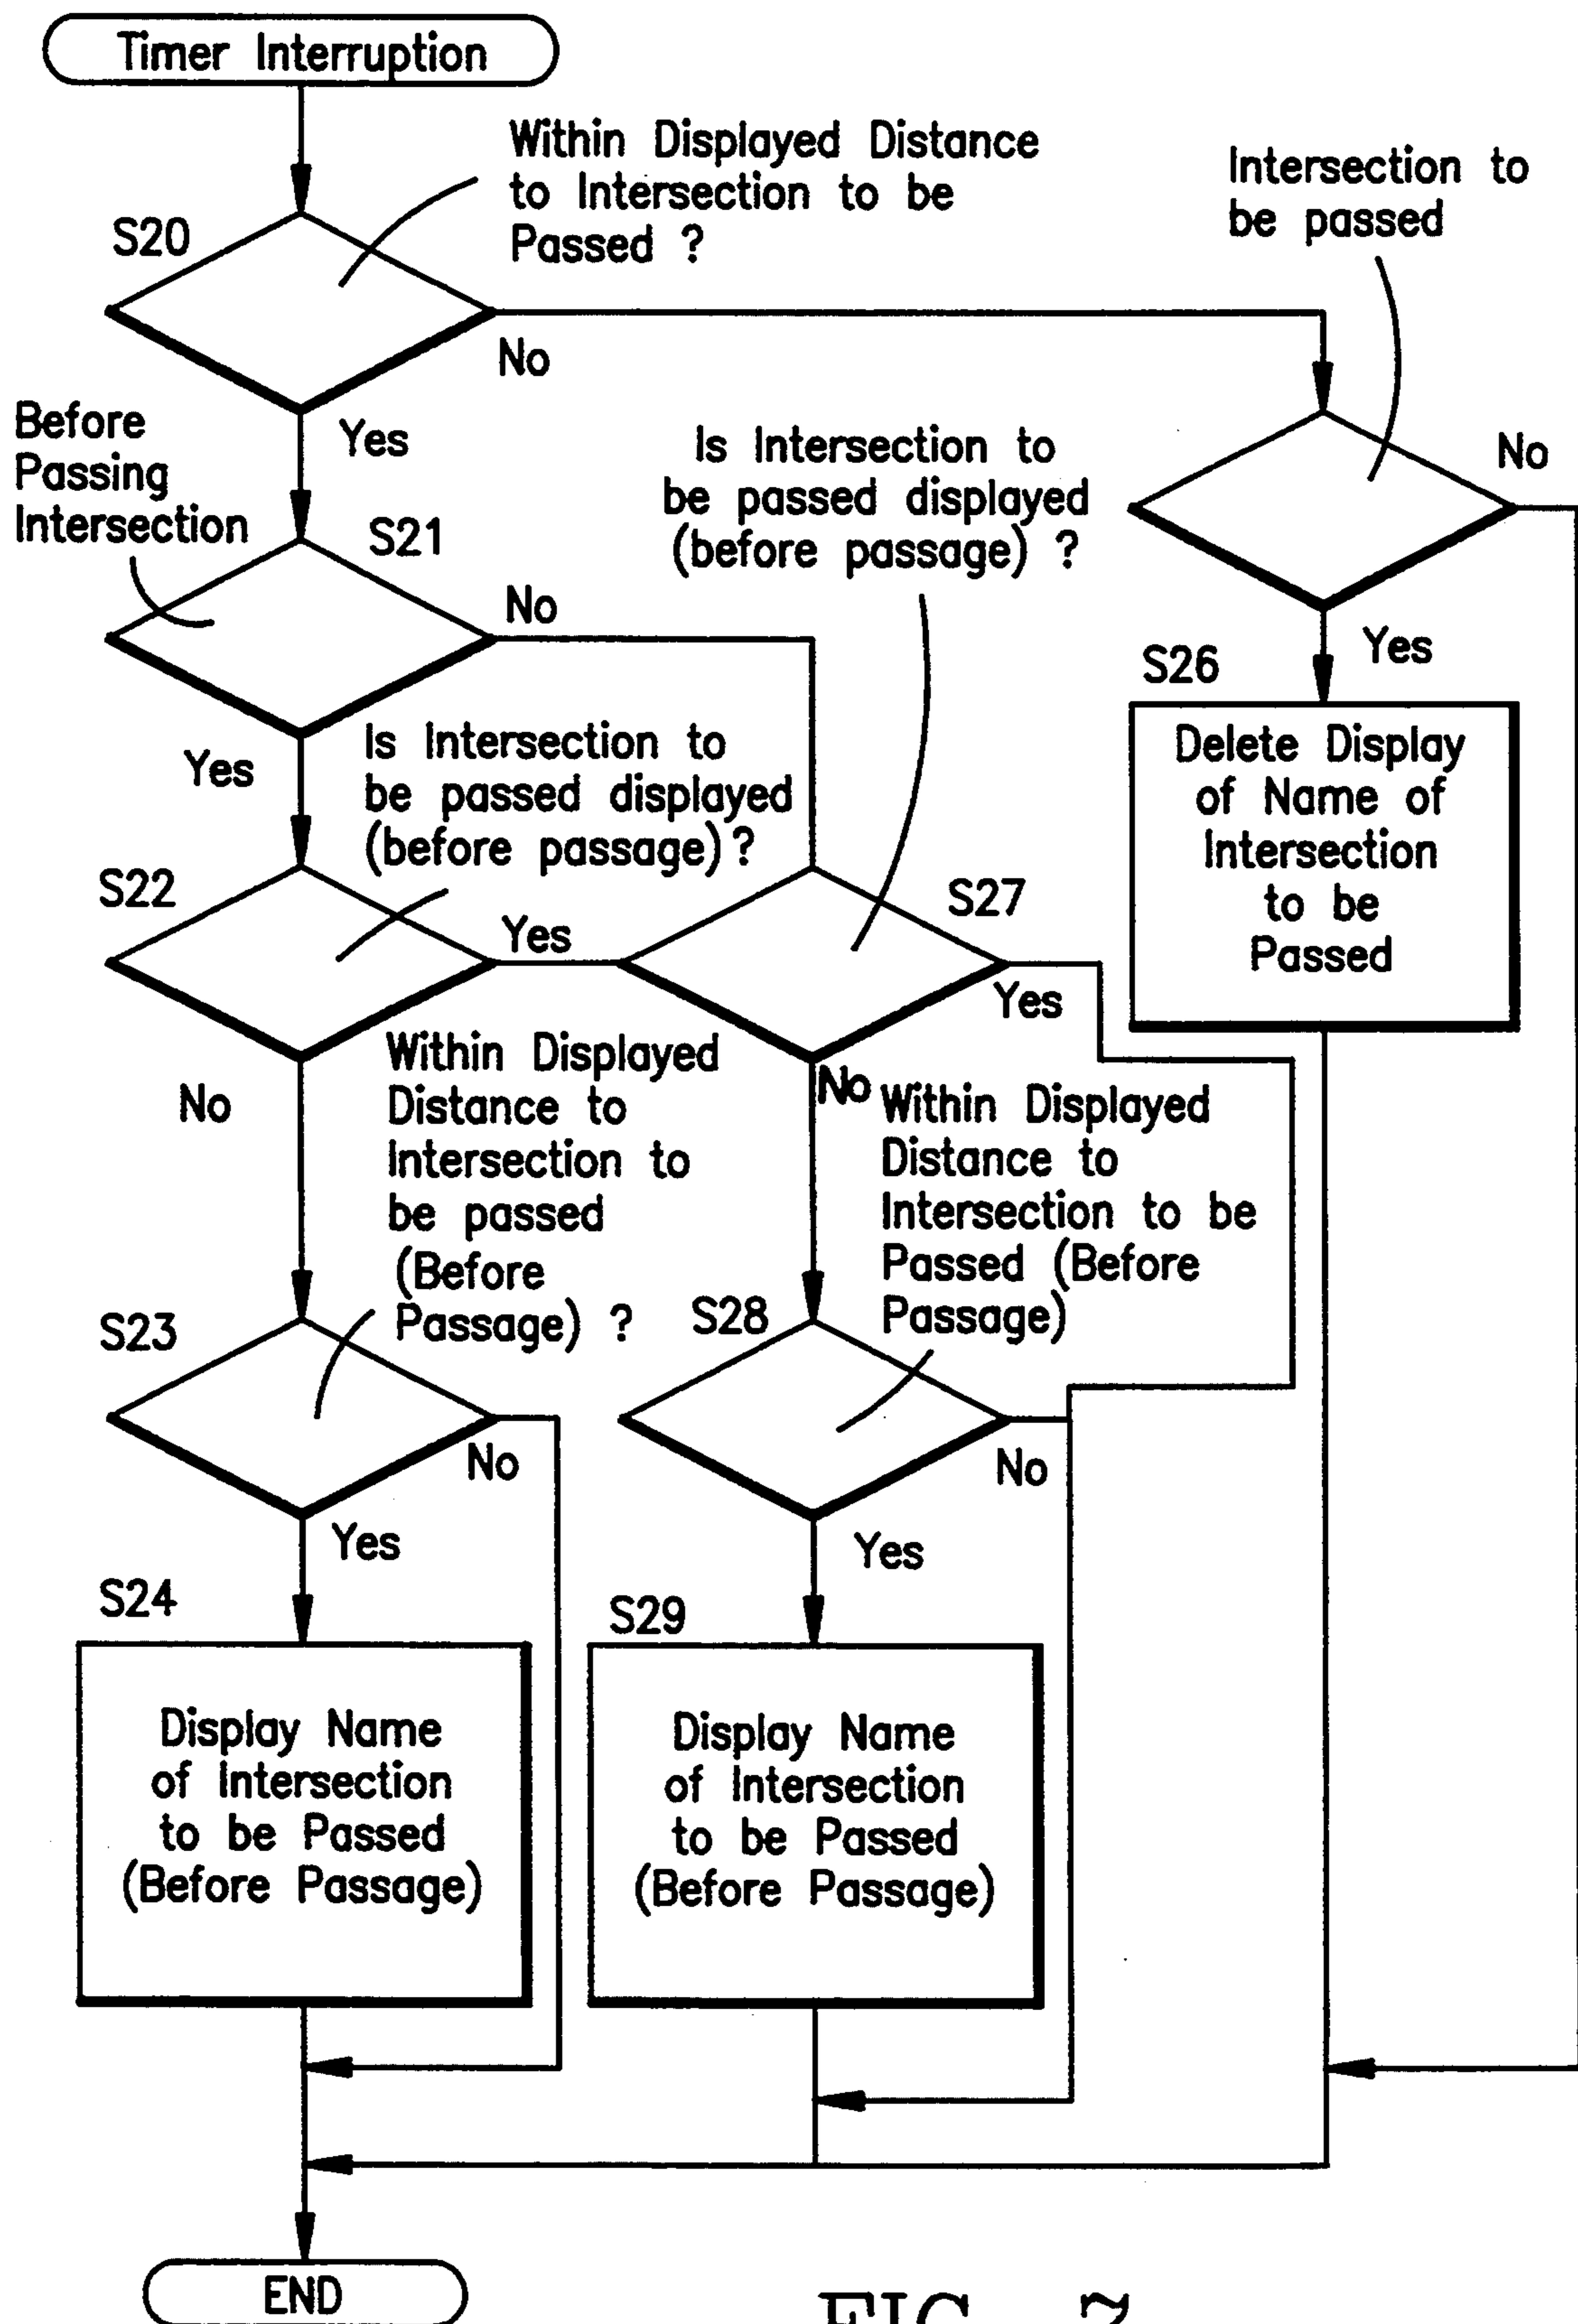 Timer Interruption
Within Displayed Distance
to Intersection to be
Passed ?
Intersection to
be passed
S20
No
Yes
Before
Passing
Intersection
S21
Is Intersection to
be passed displayed
(before passage) ?
No
No
Yes
S26
Delete Display
of Name of
Intersection
to be
Passed
Yes
Is Intersection to
be passed displayed
(before passage) ?
S22
Yes
S27
Yes
No
Within Displayed
Distance to
Intersection to
be passed
(Before
Passage) ?
No
Within Displayed
Distance to
Intersection to be
Passed (Before
Passage)
S23
No
Yes
S28
No
Yes
S24
Display Name
of Intersection
to be Passed
(Before Passage)
S29
Display Name
of Intersection
to be Passed
(Before Passage)
END
FIG. 7